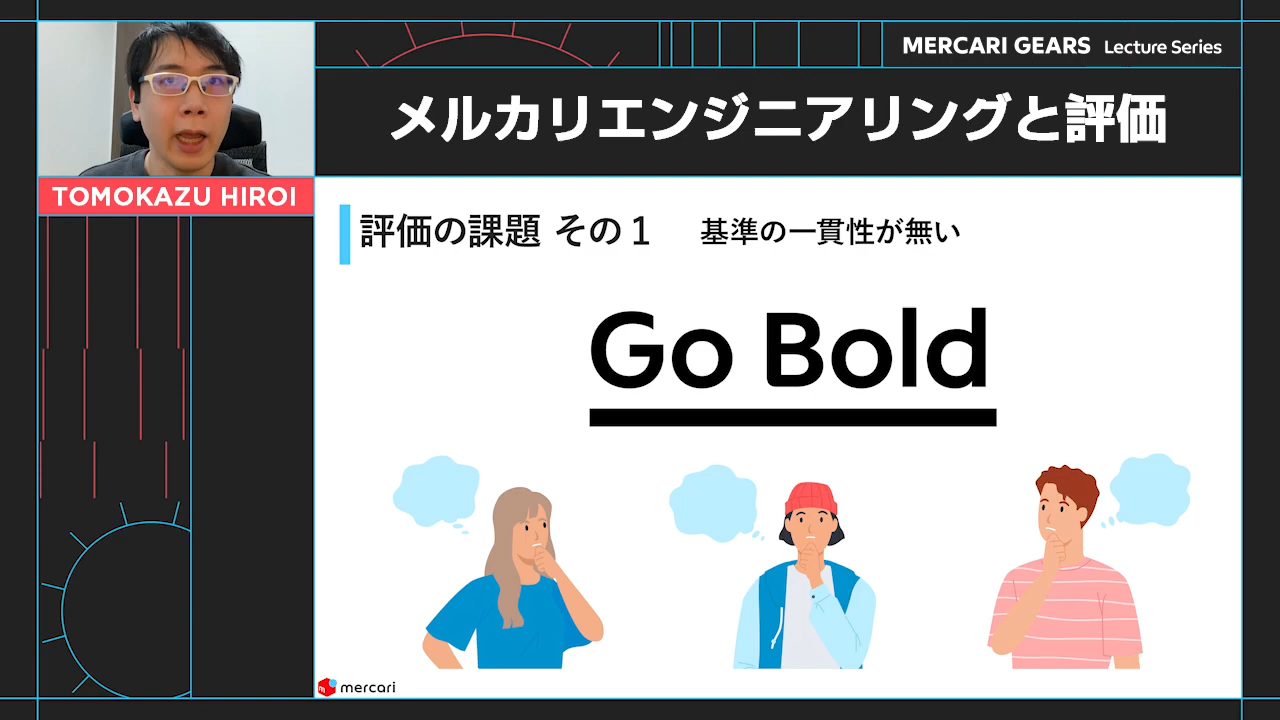 MERCARI GEARS Lecture Series
メルカリエンジニアリングと評価
TOMOKAZU HIROI
評価の課題 その1 基準の一貫性が無い
Go Bold
mercari